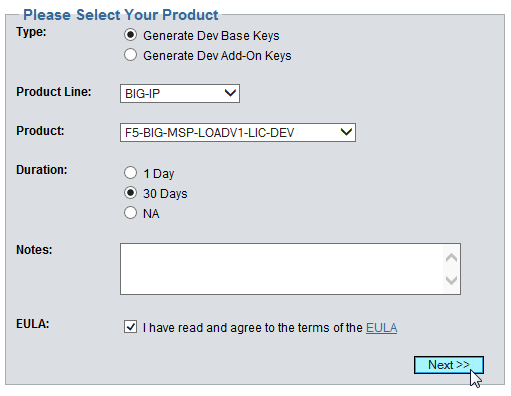 Please Select Your Product
Type: Generate Dev Base Keys
Generate Dev Add-On Keys
Product Line: BIG-IP
Product: F5-BIG-MSP-LOADV1-LIC-DEV
Duration: 1 Day
30 Days
NA
Notes:
EULA: I have read and agree to the terms of the EULA
Next >>